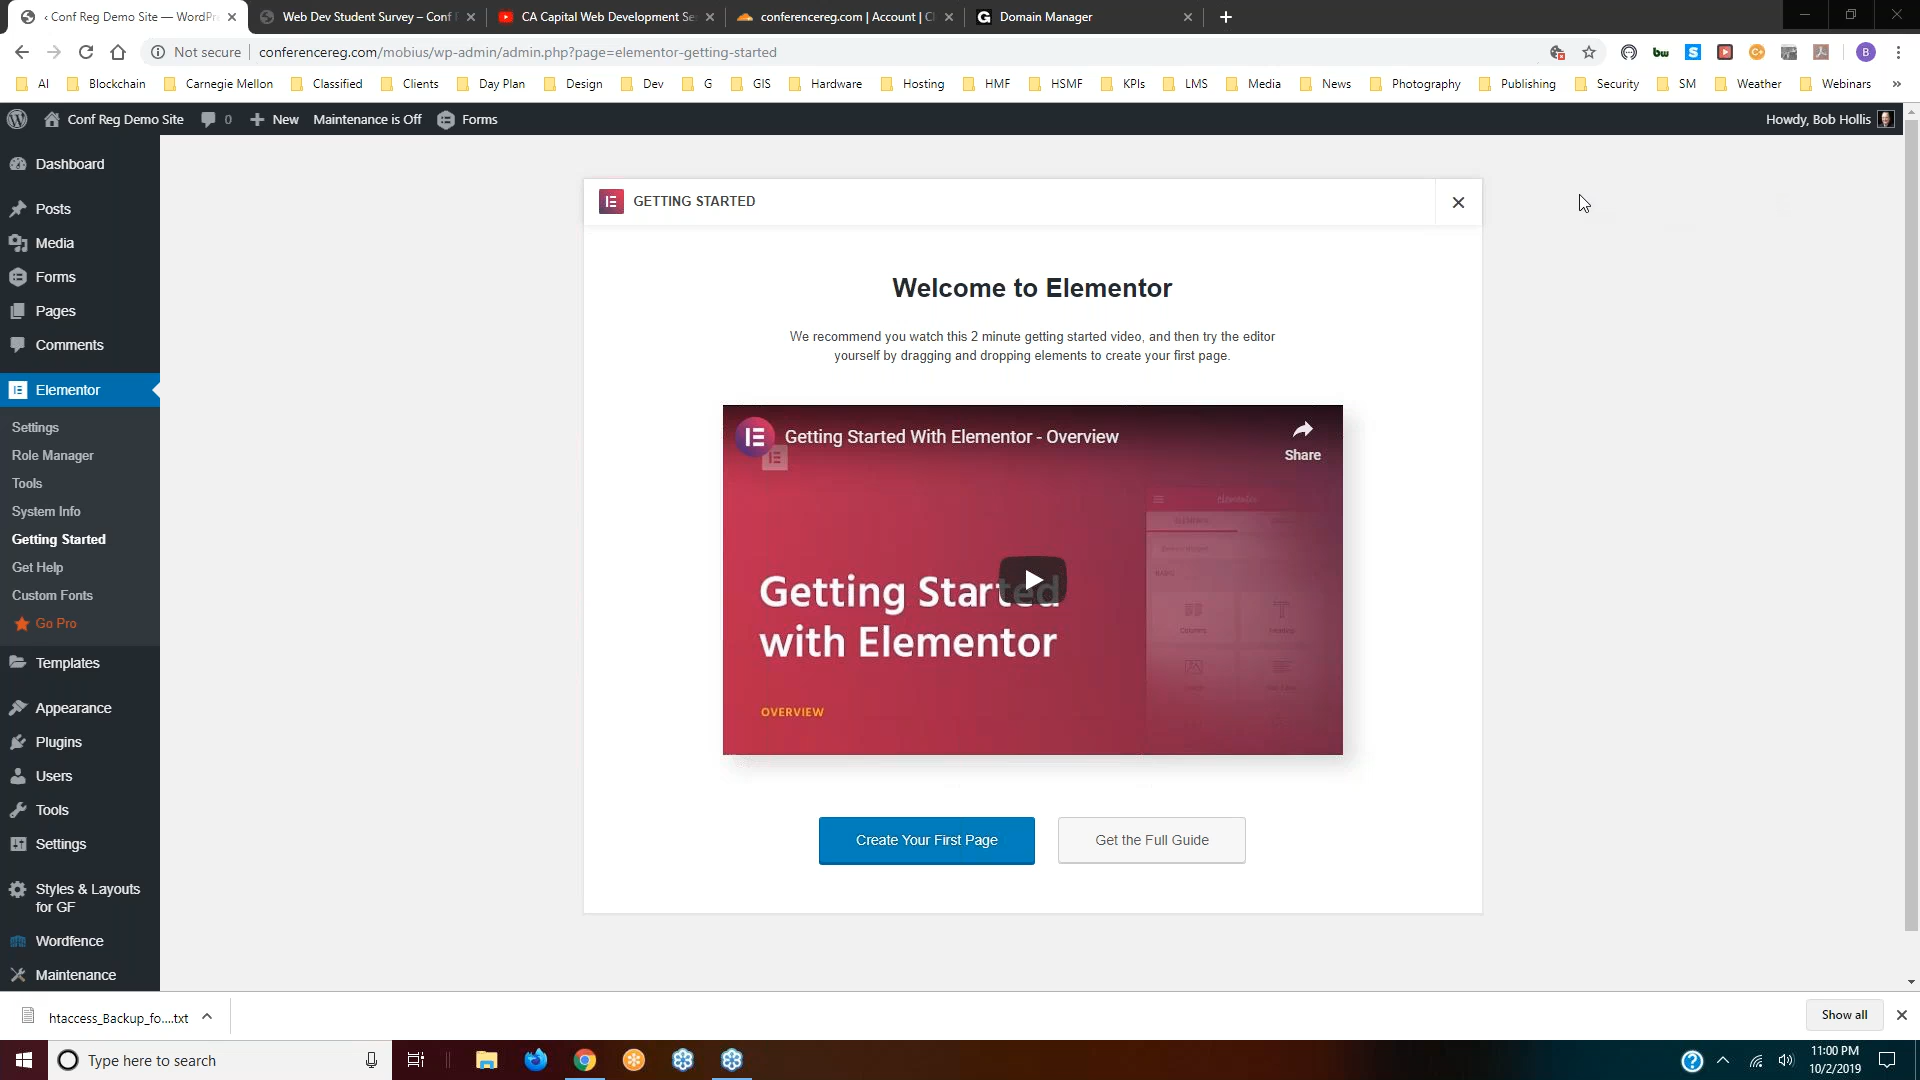 ‹ Conf Reg Demo Site — WordPr
Web Dev Student Survey – Conf
CA Capital Web Development Se
conferencereg.com | Account | Cl
Domain Manager
Not secure
conferencereg.com/mobius/wp-admin/admin.php?page=elementor-getting-started
AI
Blockchain
Carnegie Mellon
Classified
Clients
Day Plan
Design
Dev
G
GIS
Hardware
Hosting
HMF
HSMF
KPIs
LMS
Media
News
Photography
Publishing
Security
SM
Weather
Webinars
Conf Reg Demo Site
0
New
Maintenance is Off
Forms
Howdy, Bob Hollis
Dashboard
Posts
Media
Forms
Pages
Comments
Elementor
Settings
Role Manager
Tools
System Info
Getting Started
Get Help
Custom Fonts
Go Pro
Templates
Appearance
Plugins
Users
Tools
Settings
Styles & Layouts
for GF
Wordfence
Maintenance
GETTING STARTED
Welcome to Elementor
We recommend you watch this 2 minute getting started video, and then try the editor
yourself by dragging and dropping elements to create your first page.
Getting Started With Elementor - Overview
Share
elementor
ELEMENTS
BASIC
Columns
Heading
Getting Started
with Elementor
OVERVIEW
Create Your First Page
Get the Full Guide
htaccess_Backup_fo....txt
Show all
Type here to search
11:00 PM
10/2/2019